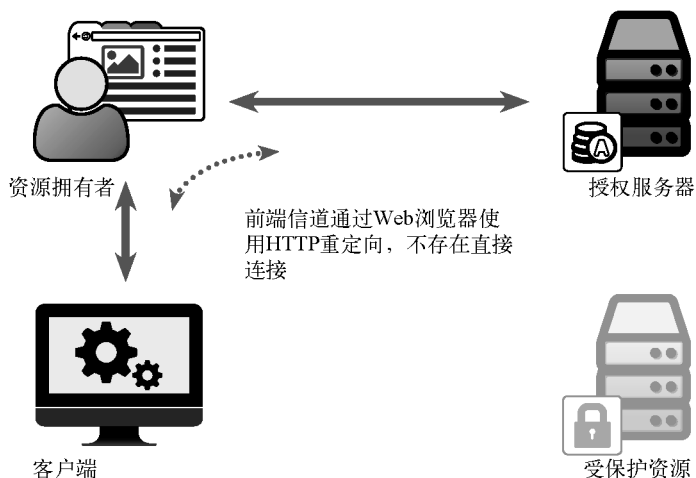 资源拥有者
授权服务器
前端信道通过Web浏览器使
用HTTP重定向，不存在直接
连接
A
客户端
受保护资源